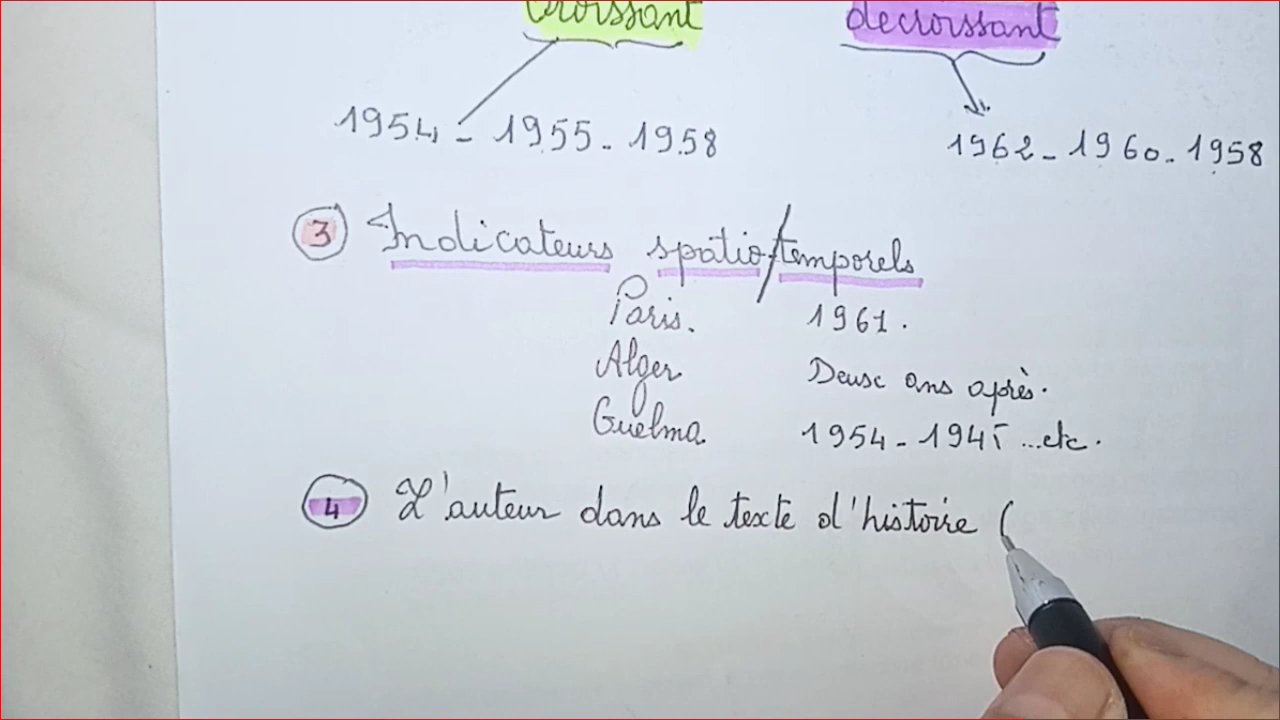 croissant décroissant
1954 - 1955 - 1958 1962 - 1960 - 1958
3 Indicateurs spatio/temporels
Paris. 1961.
Alger Deux ans après.
Guelma. 1954 - 1945 ...etc.
4 L'auteur dans le texte d'histoire (